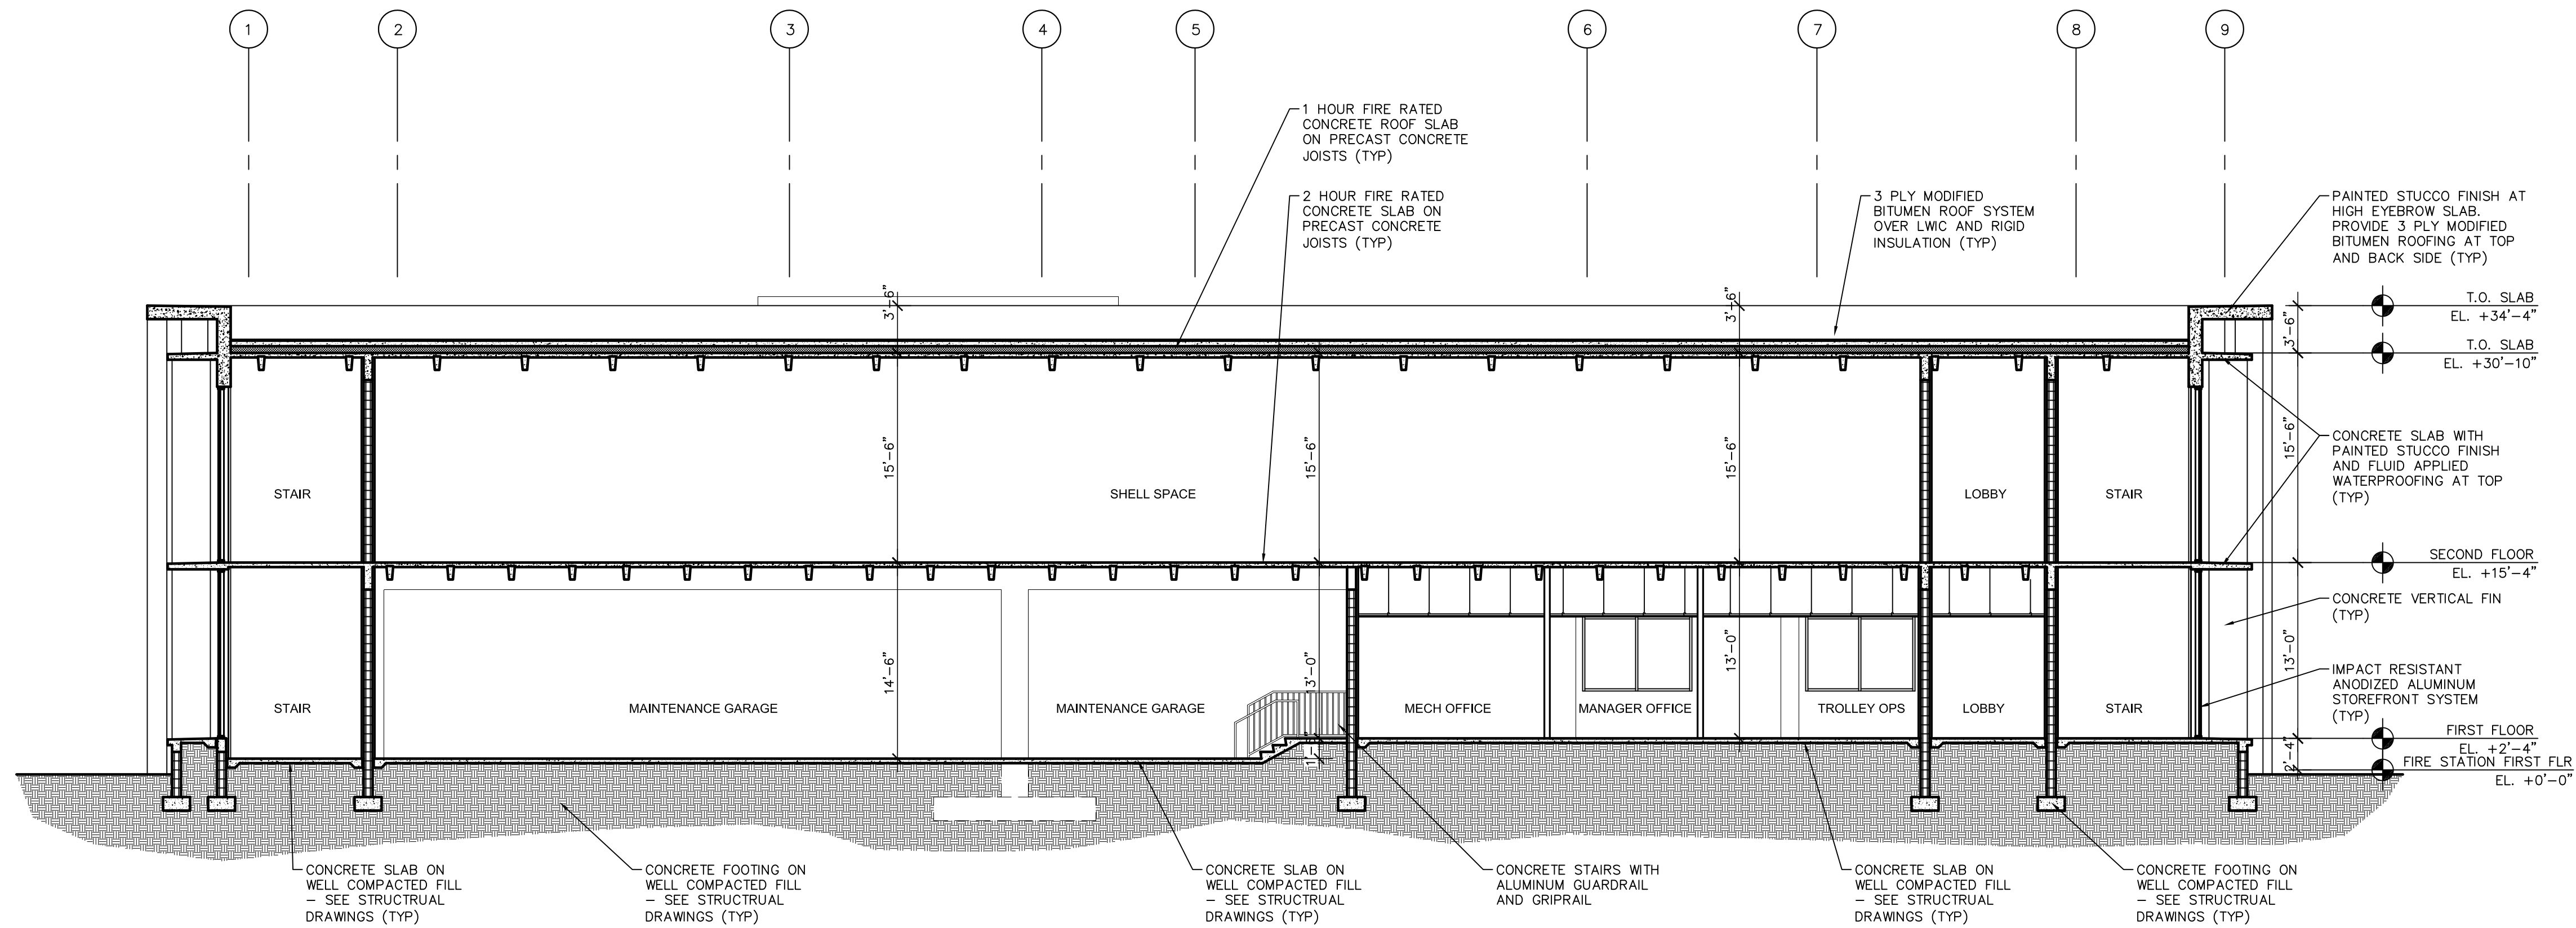 1
2
3
4
5
6
7
8
9
1 HOUR FIRE RATED
CONCRETE ROOF SLAB
ON PRECAST CONCRETE
JOISTS (TYP)
2 HOUR FIRE RATED
CONCRETE SLAB ON
PRECAST CONCRETE
JOISTS (TYP)
3 PLY MODIFIED
BITUMEN ROOF SYSTEM
OVER LWIC AND RIGID
INSULATION (TYP)
PAINTED STUCCO FINISH AT
HIGH EYEBROW SLAB.
PROVIDE 3 PLY MODIFIED
BITUMEN ROOFING AT TOP
AND BACK SIDE (TYP)
3'-6"
3'-6"
3'-6"
T.O. SLAB
EL. +34'-4"
T.O. SLAB
EL. +30'-10"
15'-6"
15'-6"
15'-6"
15'-6"
CONCRETE SLAB WITH
PAINTED STUCCO FINISH
AND FLUID APPLIED
WATERPROOFING AT TOP
(TYP)
STAIR
SHELL SPACE
LOBBY
STAIR
SECOND FLOOR
EL. +15'-4"
CONCRETE VERTICAL FIN
(TYP)
14'-6"
13'-0"
13'-0"
13'-0"
IMPACT RESISTANT
ANODIZED ALUMINUM
STOREFRONT SYSTEM
(TYP)
STAIR
MAINTENANCE GARAGE
MAINTENANCE GARAGE
MECH OFFICE
MANAGER OFFICE
TROLLEY OPS
LOBBY
STAIR
FIRST FLOOR
EL. +2'-4"
2'-4"
FIRE STATION FIRST FLR
EL. +0'-0"
CONCRETE SLAB ON
WELL COMPACTED FILL
– SEE STRUCTRUAL
DRAWINGS (TYP)
CONCRETE FOOTING ON
WELL COMPACTED FILL
– SEE STRUCTRUAL
DRAWINGS (TYP)
CONCRETE SLAB ON
WELL COMPACTED FILL
– SEE STRUCTRUAL
DRAWINGS (TYP)
CONCRETE STAIRS WITH
ALUMINUM GUARDRAIL
AND GRIPRAIL
CONCRETE SLAB ON
WELL COMPACTED FILL
– SEE STRUCTRUAL
DRAWINGS (TYP)
CONCRETE FOOTING ON
WELL COMPACTED FILL
– SEE STRUCTRUAL
DRAWINGS (TYP)